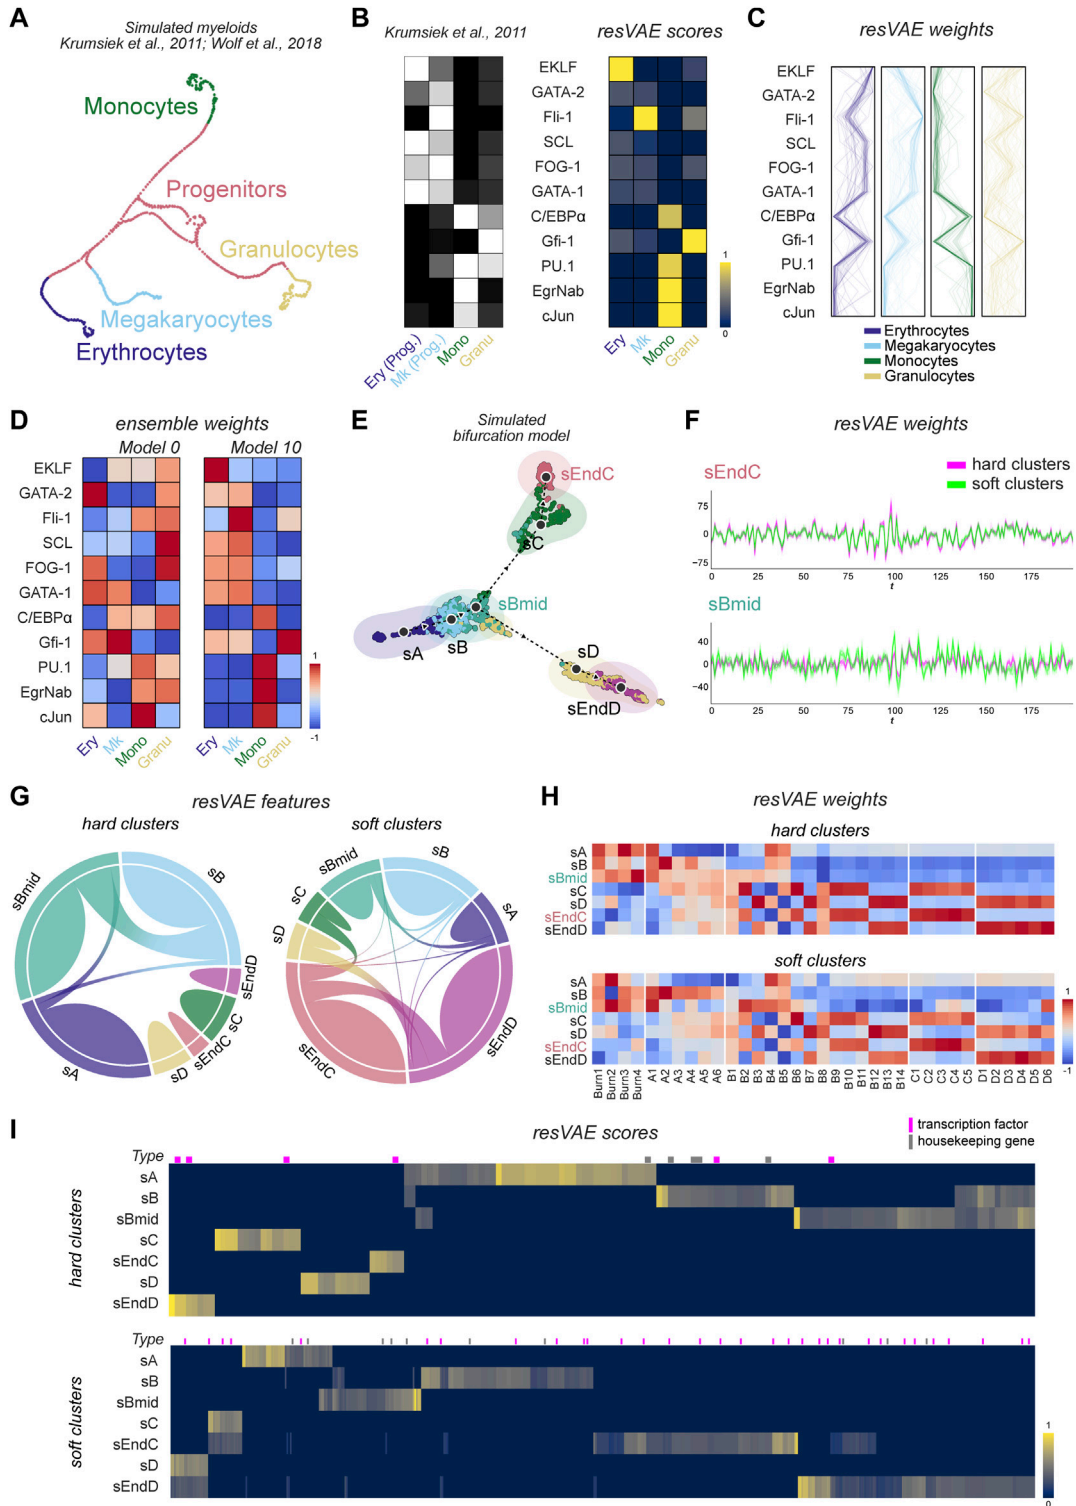 A
Simulated myeloids
Krumsiek et al., 2011; Wolf et al., 2018
Monocytes
Progenitors
Granulocytes
Megakaryocytes
Erythrocytes
B
Krumsiek et al., 2011
resVAE scores
EKLF
GATA-2
Fli-1
SCL
FOG-1
GATA-1
C/EBPα
Gfi-1
PU.1
EgrNab
cJun
1
0
Ery (Prog.)
Mk (Prog.)
Mono
Granu
Ery
Mk
Mono
Granu
C
resVAE weights
EKLF
GATA-2
Fli-1
SCL
FOG-1
GATA-1
C/EBPα
Gfi-1
PU.1
EgrNab
cJun
Erythrocytes
Megakaryocytes
Monocytes
Granulocytes
D
ensemble weights
Model 0
Model 10
EKLF
GATA-2
Fli-1
SCL
FOG-1
GATA-1
C/EBPα
Gfi-1
PU.1
EgrNab
cJun
1
-1
Ery
Mk
Mono
Granu
Ery
Mk
Mono
Granu
E
Simulated
bifurcation model
sEndC
sC
sBmid
sA
sB
sD
sEndD
F
resVAE weights
sEndC
hard clusters
soft clusters
75
0
−75
0 25 50 75 100 125 150 175
t
sBmid
40
0
−40
0 25 50 75 100 125 150 175
t
G
resVAE features
hard clusters
soft clusters
sBmid
sB
sEndD
sC
sEndC
sD
sA
sBmid
sB
sC
sA
sD
sEndC
sEndD
H
resVAE weights
hard clusters
sA
sB
sBmid
sC
sD
sEndC
sEndD
soft clusters
sA
sB
sBmid
sC
sD
sEndC
sEndD
1
-1
Burn1 Burn2 Burn3 Burn4 A1 A2 A3 A4 A5 A6 B1 B2 B3 B4 B5 B6 B7 B8 B9 B10 B11 B12 B13 B14 C1 C2 C3 C4 C5 D1 D2 D3 D4 D5 D6
I
resVAE scores
transcription factor
housekeeping gene
Type
hard clusters
sA
sB
sBmid
sC
sEndC
sD
sEndD
Type
soft clusters
sA
sB
sBmid
sC
sEndC
sD
sEndD
1
0